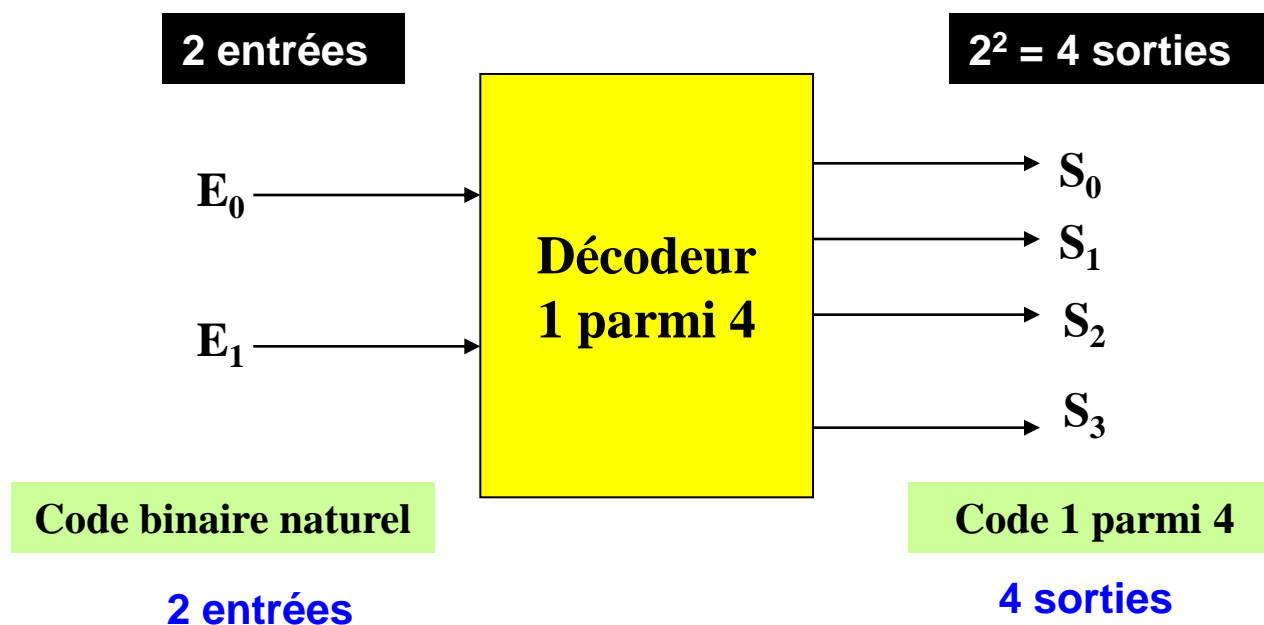 2 entrées
2² = 4 sorties
E₀
E₁
Décodeur
1 parmi 4
S₀
S₁
S₂
S₃
Code binaire naturel
Code 1 parmi 4
2 entrées
4 sorties